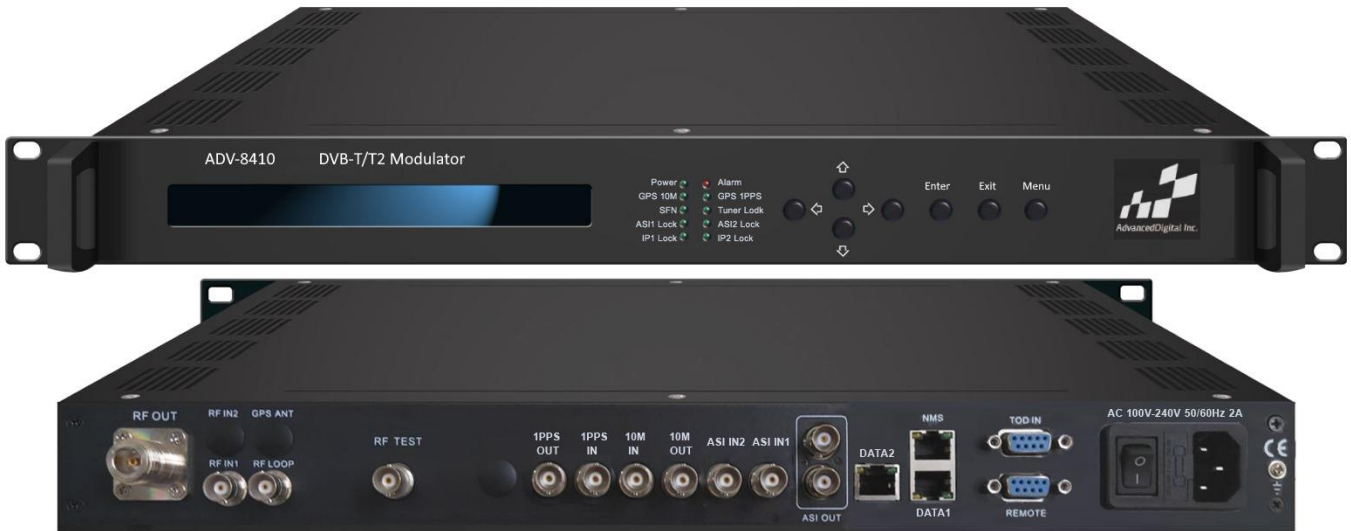 ADV-8410 DVB-T/T2 Modulator
Power Alarm
GPS 10M GPS 1PPS
SFN Tuner Lodk
ASI1 Lock ASI2 Lock
IP1 Lock IP2 Lock
Enter Exit Menu
AdvancedDigital Inc.
RF OUT
RF IN2 GPS ANT
RF IN1 RF LOOP
RF TEST
1PPS OUT
1PPS IN
10M IN
10M OUT
ASI IN2 ASI IN1
ASI OUT
DATA2
NMS
DATA1
TOD IN
REMOTE
AC 100V-240V 50/60Hz 2A
CE